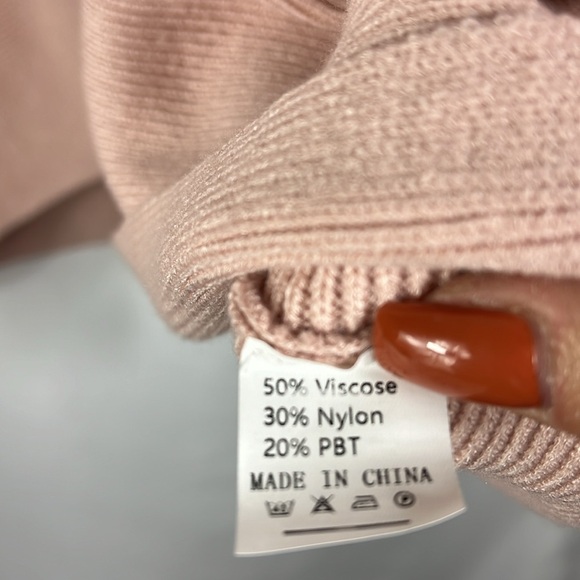 50% Viscose
30% Nylon
20% PBT
MADE IN CHINA